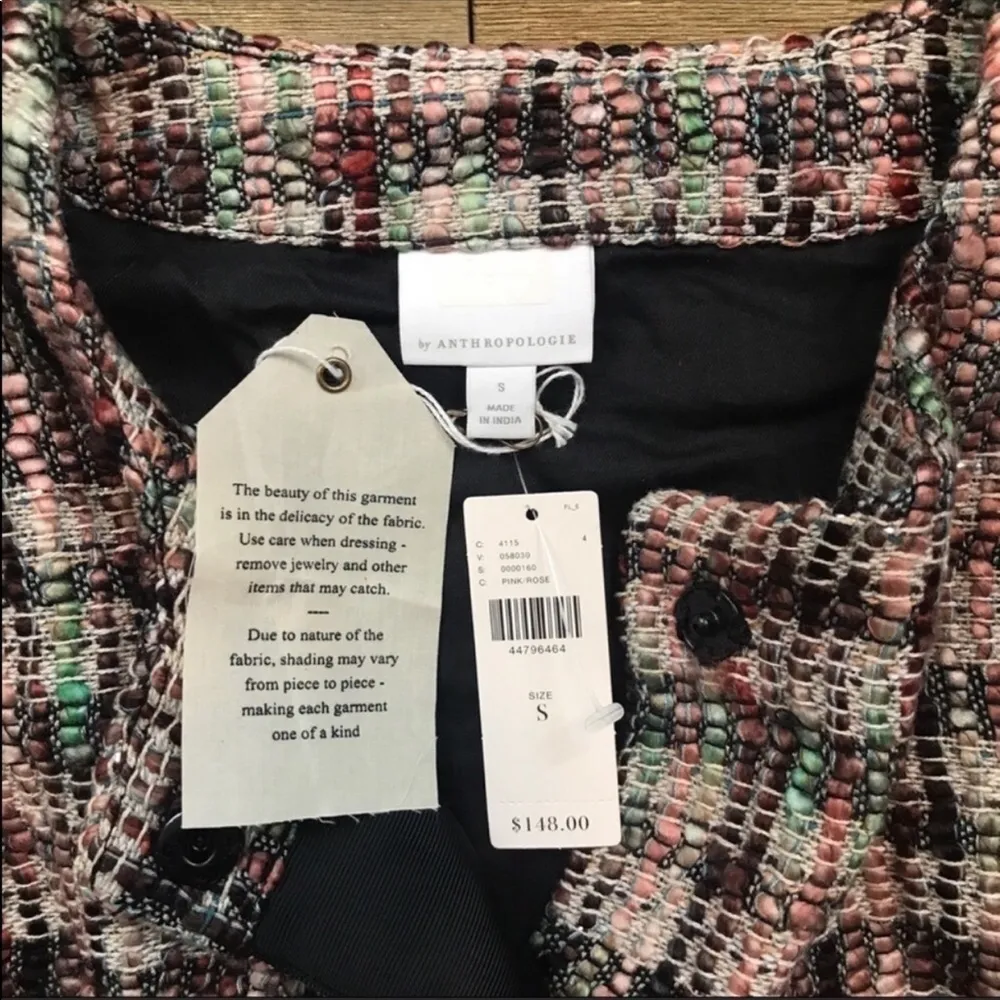 by ANTHROPOLOGIE
S
MADE
IN INDIA
The beauty of this garment
is in the delicacy of the fabric.
Use care when dressing -
remove jewelry and other
items that may catch.
Due to nature of the
fabric, shading may vary
from piece to piece -
making each garment
one of a kind
C: 4115 4
V: 058030
S: 0000160
C: PINK/ROSE
44796464
SIZE
S
$148.00